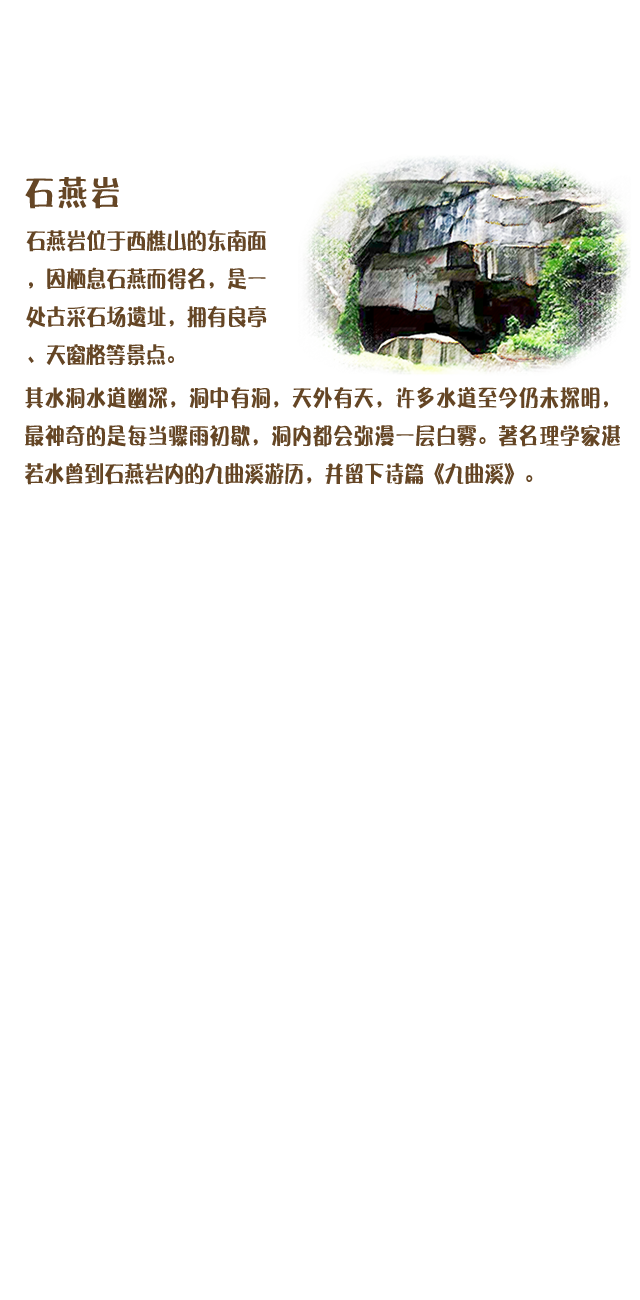 石燕岩
石燕岩位于西樵山的东南面
，因栖息石燕而得名，是一
处古采石场遗址，拥有良亭
、天窗格等景点。
其水洞水道幽深，洞中有洞，天外有天，许多水道至今仍未探明，
最神奇的是每当骤雨初歇，洞内都会弥漫一层白雾。著名理学家湛
若水曾到石燕岩内的九曲溪游历，并留下诗篇《九曲溪》。